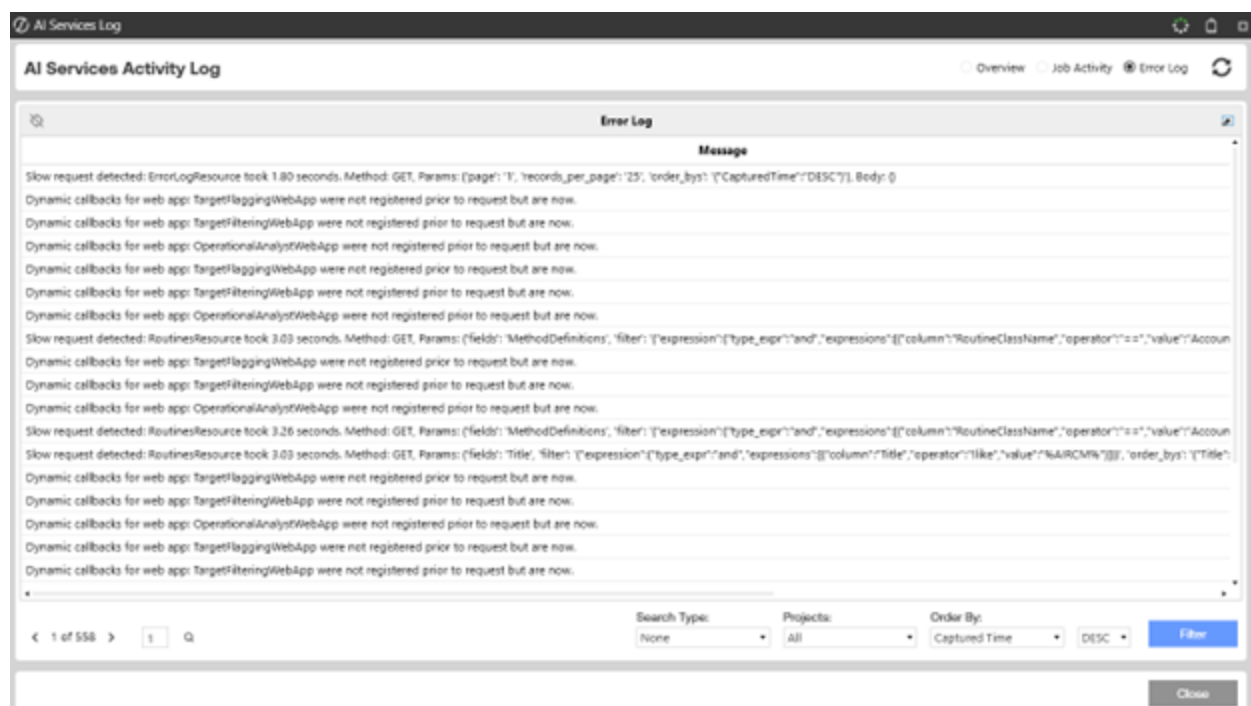 AI Services Log
AI Services Activity Log
Overview Job Activity Error Log
Error Log
Message
Slow request detected: ErrorLogResource took 1.80 seconds. Method: GET, Params: {'page': '1', 'records_per_page': '25', 'order_bys': '{"CapturedTime":"DESC"}'}, Body: {}
Dynamic callbacks for web app: TargetFlaggingWebApp were not registered prior to request but are now.
Dynamic callbacks for web app: TargetFilteringWebApp were not registered prior to request but are now.
Dynamic callbacks for web app: OperationalAnalystWebApp were not registered prior to request but are now.
Dynamic callbacks for web app: TargetFlaggingWebApp were not registered prior to request but are now.
Dynamic callbacks for web app: TargetFilteringWebApp were not registered prior to request but are now.
Dynamic callbacks for web app: OperationalAnalystWebApp were not registered prior to request but are now.
Slow request detected: RoutinesResource took 3.03 seconds. Method: GET, Params: {'fields': 'MethodDefinitions', 'filter': '{"expression":{"type_expr":"and","expressions":[{"column":"RoutineClassName","operator":"==","value":"Accoun
Dynamic callbacks for web app: TargetFlaggingWebApp were not registered prior to request but are now.
Dynamic callbacks for web app: TargetFilteringWebApp were not registered prior to request but are now.
Dynamic callbacks for web app: OperationalAnalystWebApp were not registered prior to request but are now.
Slow request detected: RoutinesResource took 3.26 seconds. Method: GET, Params: {'fields': 'MethodDefinitions', 'filter': '{"expression":{"type_expr":"and","expressions":[{"column":"RoutineClassName","operator":"==","value":"Accoun
Slow request detected: RoutinesResource took 3.03 seconds. Method: GET, Params: {'fields': 'Title', 'filter': '{"expression":{"type_expr":"and","expressions":[{"column":"Title","operator":"ilike","value":"%AIRCM%"}]}}', 'order_bys': '{"Title":
Dynamic callbacks for web app: TargetFlaggingWebApp were not registered prior to request but are now.
Dynamic callbacks for web app: TargetFilteringWebApp were not registered prior to request but are now.
Dynamic callbacks for web app: OperationalAnalystWebApp were not registered prior to request but are now.
Dynamic callbacks for web app: TargetFlaggingWebApp were not registered prior to request but are now.
Dynamic callbacks for web app: TargetFilteringWebApp were not registered prior to request but are now.
Search Type: Projects: Order By:
< 1 of 558 > 1 None All Captured Time DESC Filter
Close